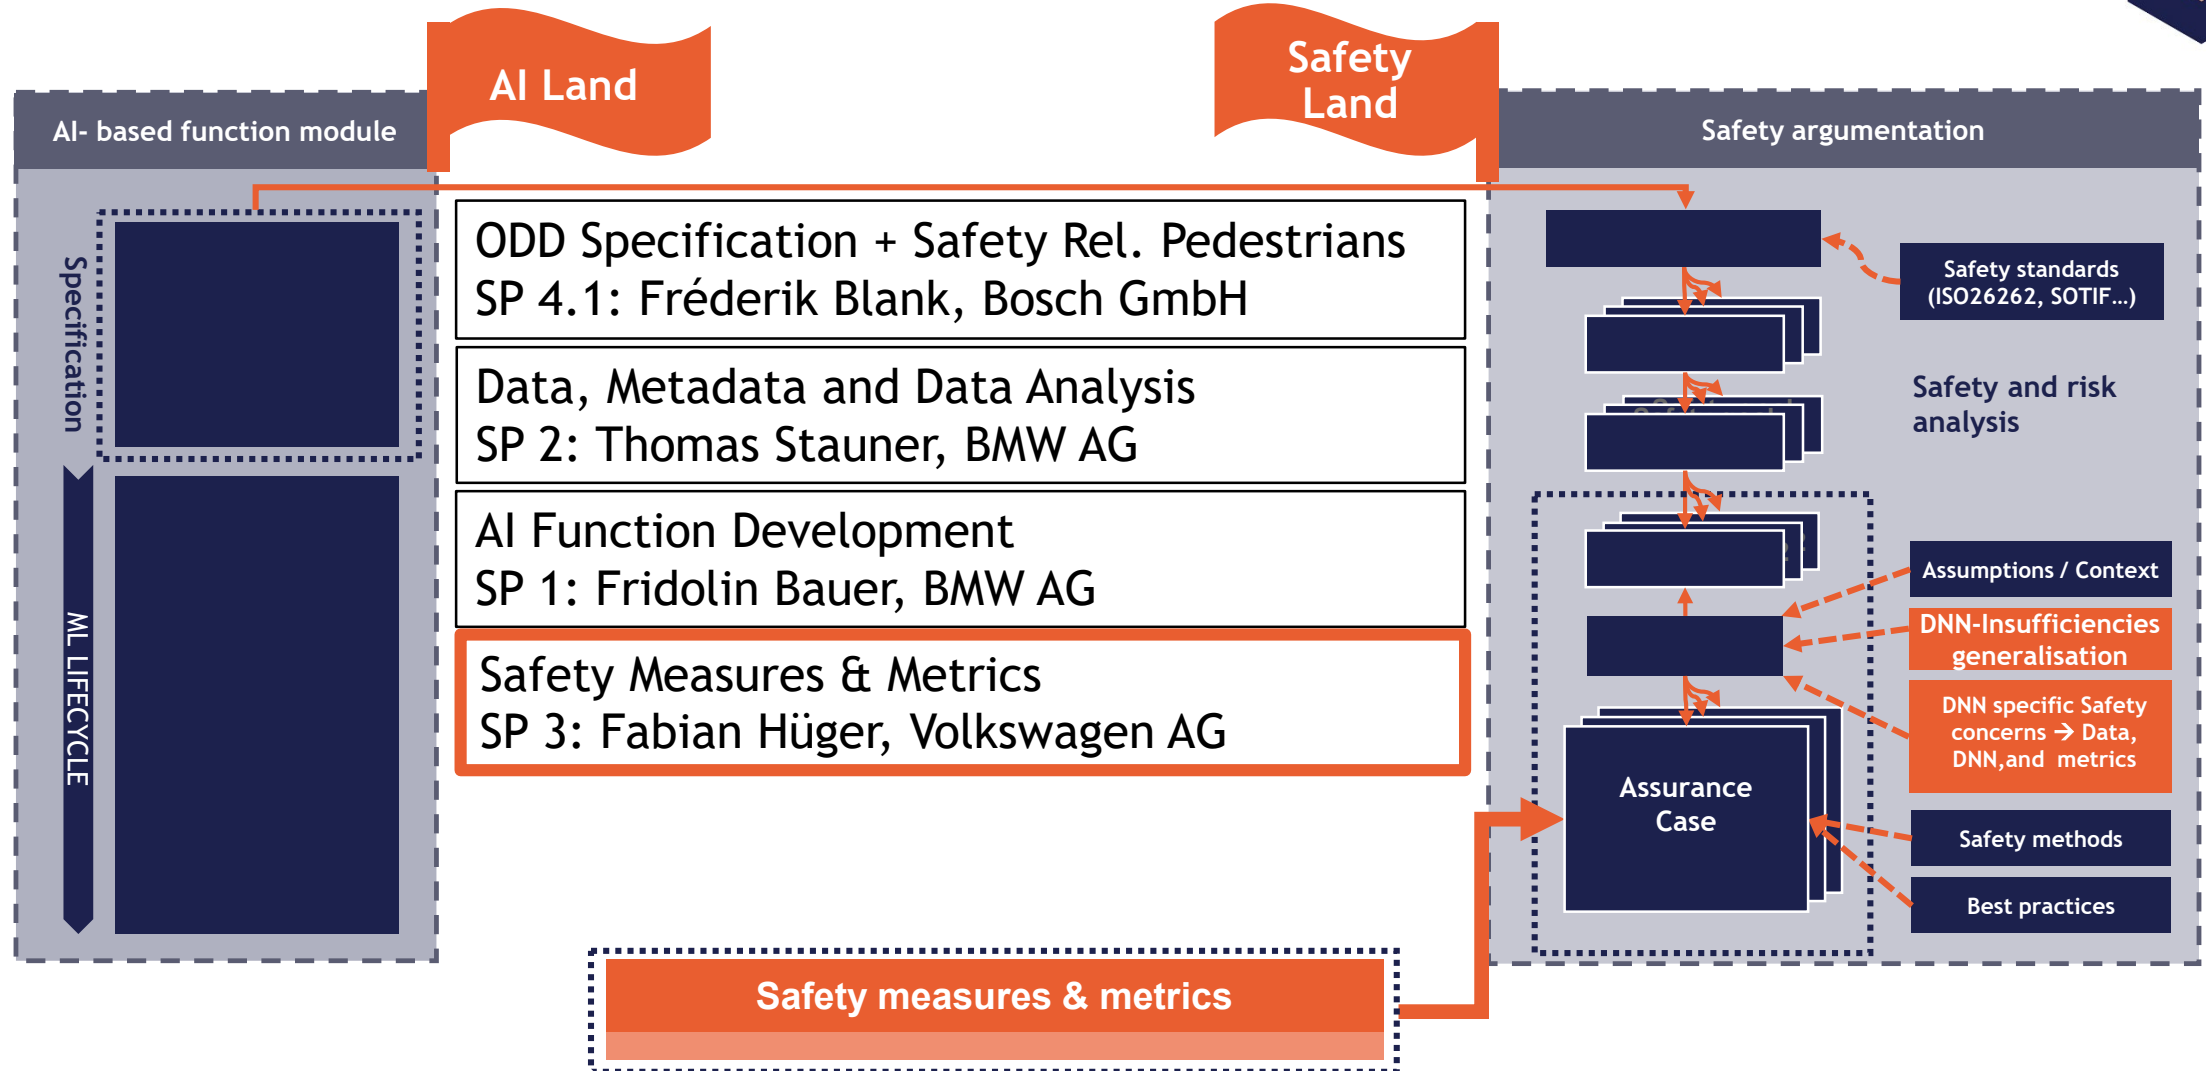 AI Land
Safety
Land
AI- based function module
Specification
ML LIFECYCLE
ODD Specification + Safety Rel. Pedestrians
SP 4.1: Fréderik Blank, Bosch GmbH
Data, Metadata and Data Analysis
SP 2: Thomas Stauner, BMW AG
AI Function Development
SP 1: Fridolin Bauer, BMW AG
Safety Measures & Metrics
SP 3: Fabian Hüger, Volkswagen AG
Safety measures & metrics
Safety argumentation
Safety standards
(ISO26262, SOTIF…)
Safety and risk
analysis
Assumptions / Context
DNN-Insufficiencies
generalisation
DNN specific Safety
concerns → Data,
DNN,and metrics
Assurance
Case
Safety methods
Best practices